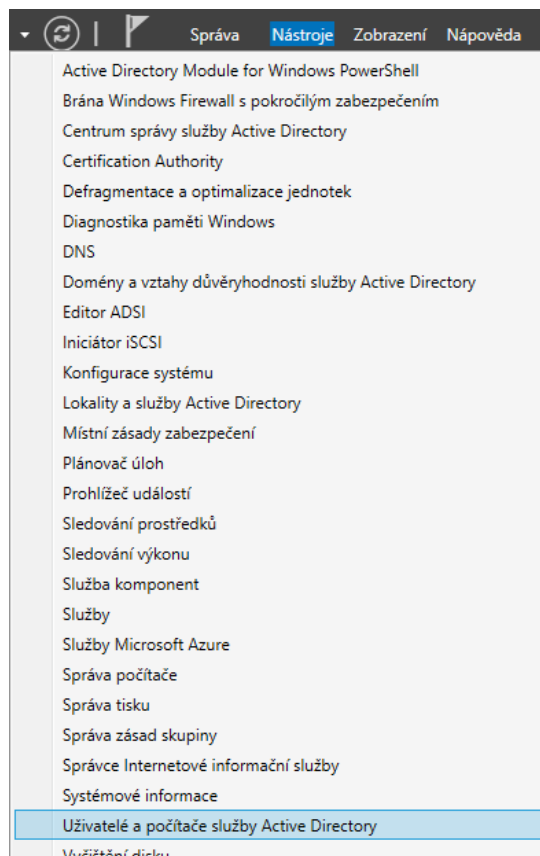 Správa Nástroje Zobrazení Nápověda
Active Directory Module for Windows PowerShell
Brána Windows Firewall s pokročilým zabezpečením
Centrum správy služby Active Directory
Certification Authority
Defragmentace a optimalizace jednotek
Diagnostika paměti Windows
DNS
Domény a vztahy důvěryhodnosti služby Active Directory
Editor ADSI
Iniciátor iSCSI
Konfigurace systému
Lokality a služby Active Directory
Místní zásady zabezpečení
Plánovač úloh
Prohlížeč událostí
Sledování prostředků
Sledování výkonu
Služba komponent
Služby
Služby Microsoft Azure
Správa počítače
Správa tisku
Správa zásad skupiny
Správce Internetové informační služby
Systémové informace
Uživatelé a počítače služby Active Directory
Vyčištění disku